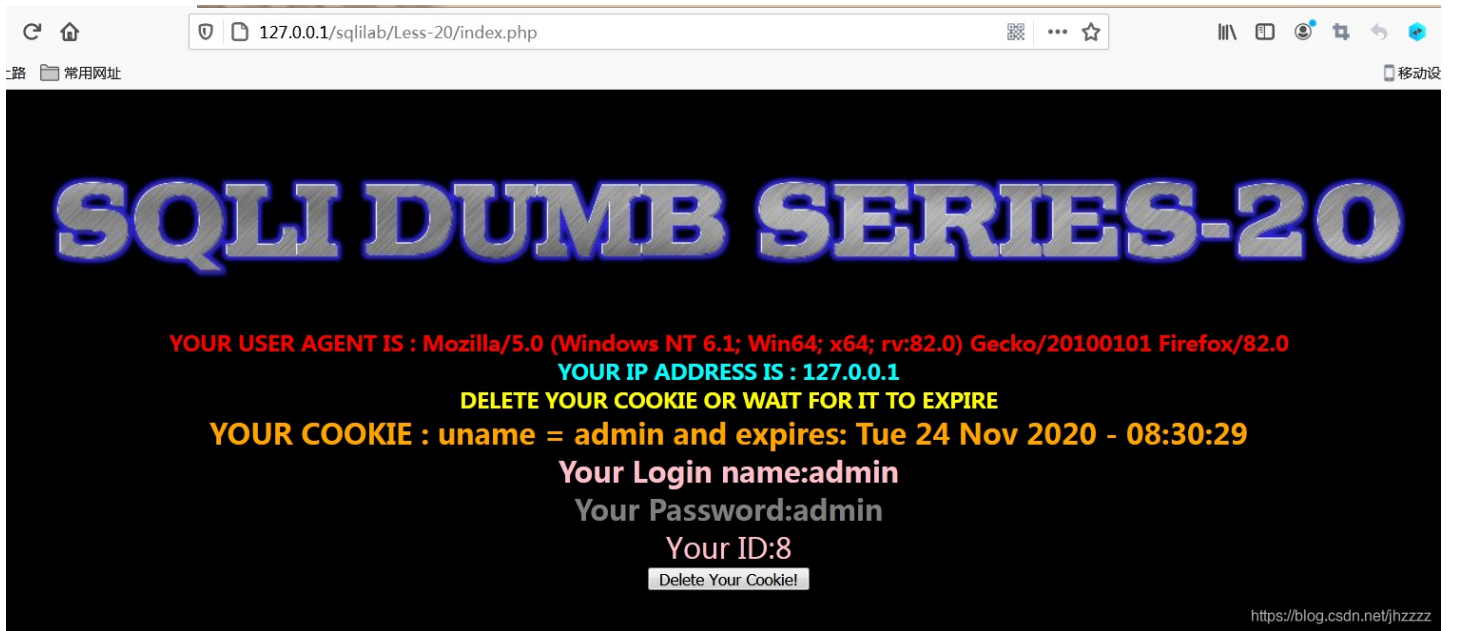 127.0.0.1/sqlilab/Less-20/index.php
路 常用网址
移动设
SQLI DUMB SERIES-20
YOUR USER AGENT IS : Mozilla/5.0 (Windows NT 6.1; Win64; x64; rv:82.0) Gecko/20100101 Firefox/82.0
YOUR IP ADDRESS IS : 127.0.0.1
DELETE YOUR COOKIE OR WAIT FOR IT TO EXPIRE
YOUR COOKIE : uname = admin and expires: Tue 24 Nov 2020 - 08:30:29
Your Login name:admin
Your Password:admin
Your ID:8
Delete Your Cookie!
https://blog.csdn.net/jhzzzz